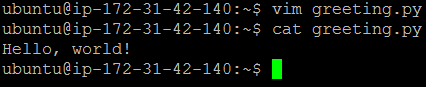 ubuntu@ip-172-31-42-140:~$ vim greeting.py
ubuntu@ip-172-31-42-140:~$ cat greeting.py
Hello, world!
ubuntu@ip-172-31-42-140:~$